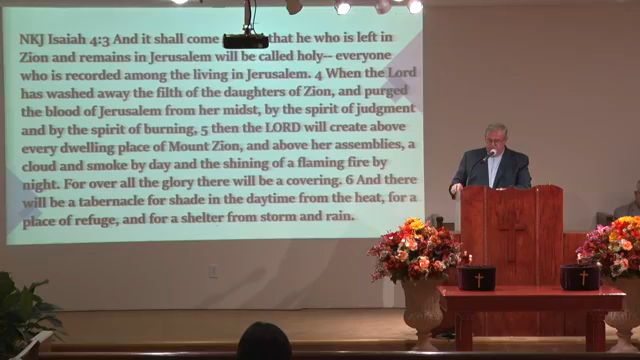 NKJ Isaiah 4:3 And it shall come that he who is left in
Zion and remains in Jerusalem will be called holy-- everyone
who is recorded among the living in Jerusalem. 4 When the Lord
has washed away the filth of the daughters of Zion, and purged
the blood of Jerusalem from her midst, by the spirit of judgment
and by the spirit of burning, 5 then the LORD will create above
every dwelling place of Mount Zion, and above her assemblies, a
cloud and smoke by day and the shining of a flaming fire by
night. For over all the glory there will be a covering. 6 And there
will be a tabernacle for shade in the daytime from the heat, for a
place of refuge, and for a shelter from storm and rain.